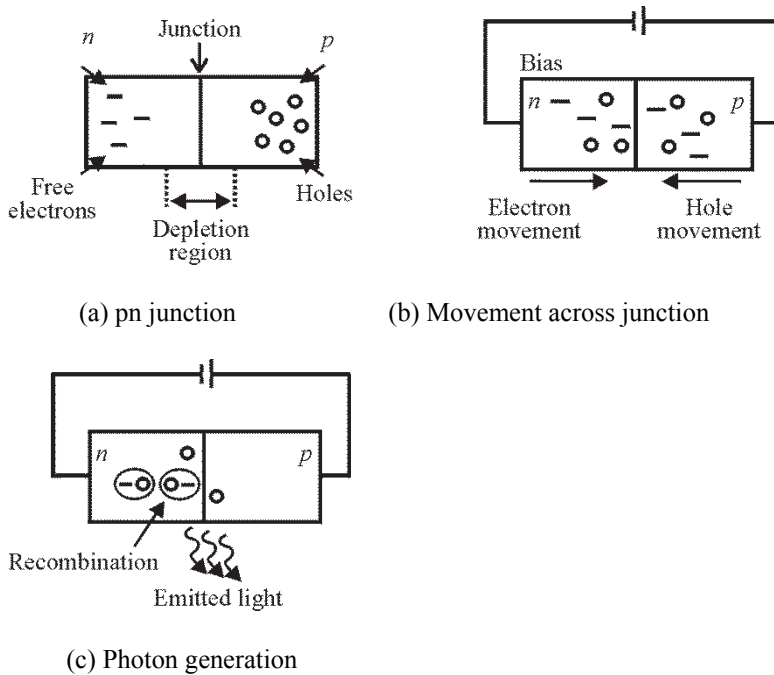 n
Junction
p
Free
electrons
Depletion
region
Holes
(a) pn junction
Bias
n
p
Electron
movement
Hole
movement
(b) Movement across junction
n
p
Recombination
Emitted light
(c) Photon generation